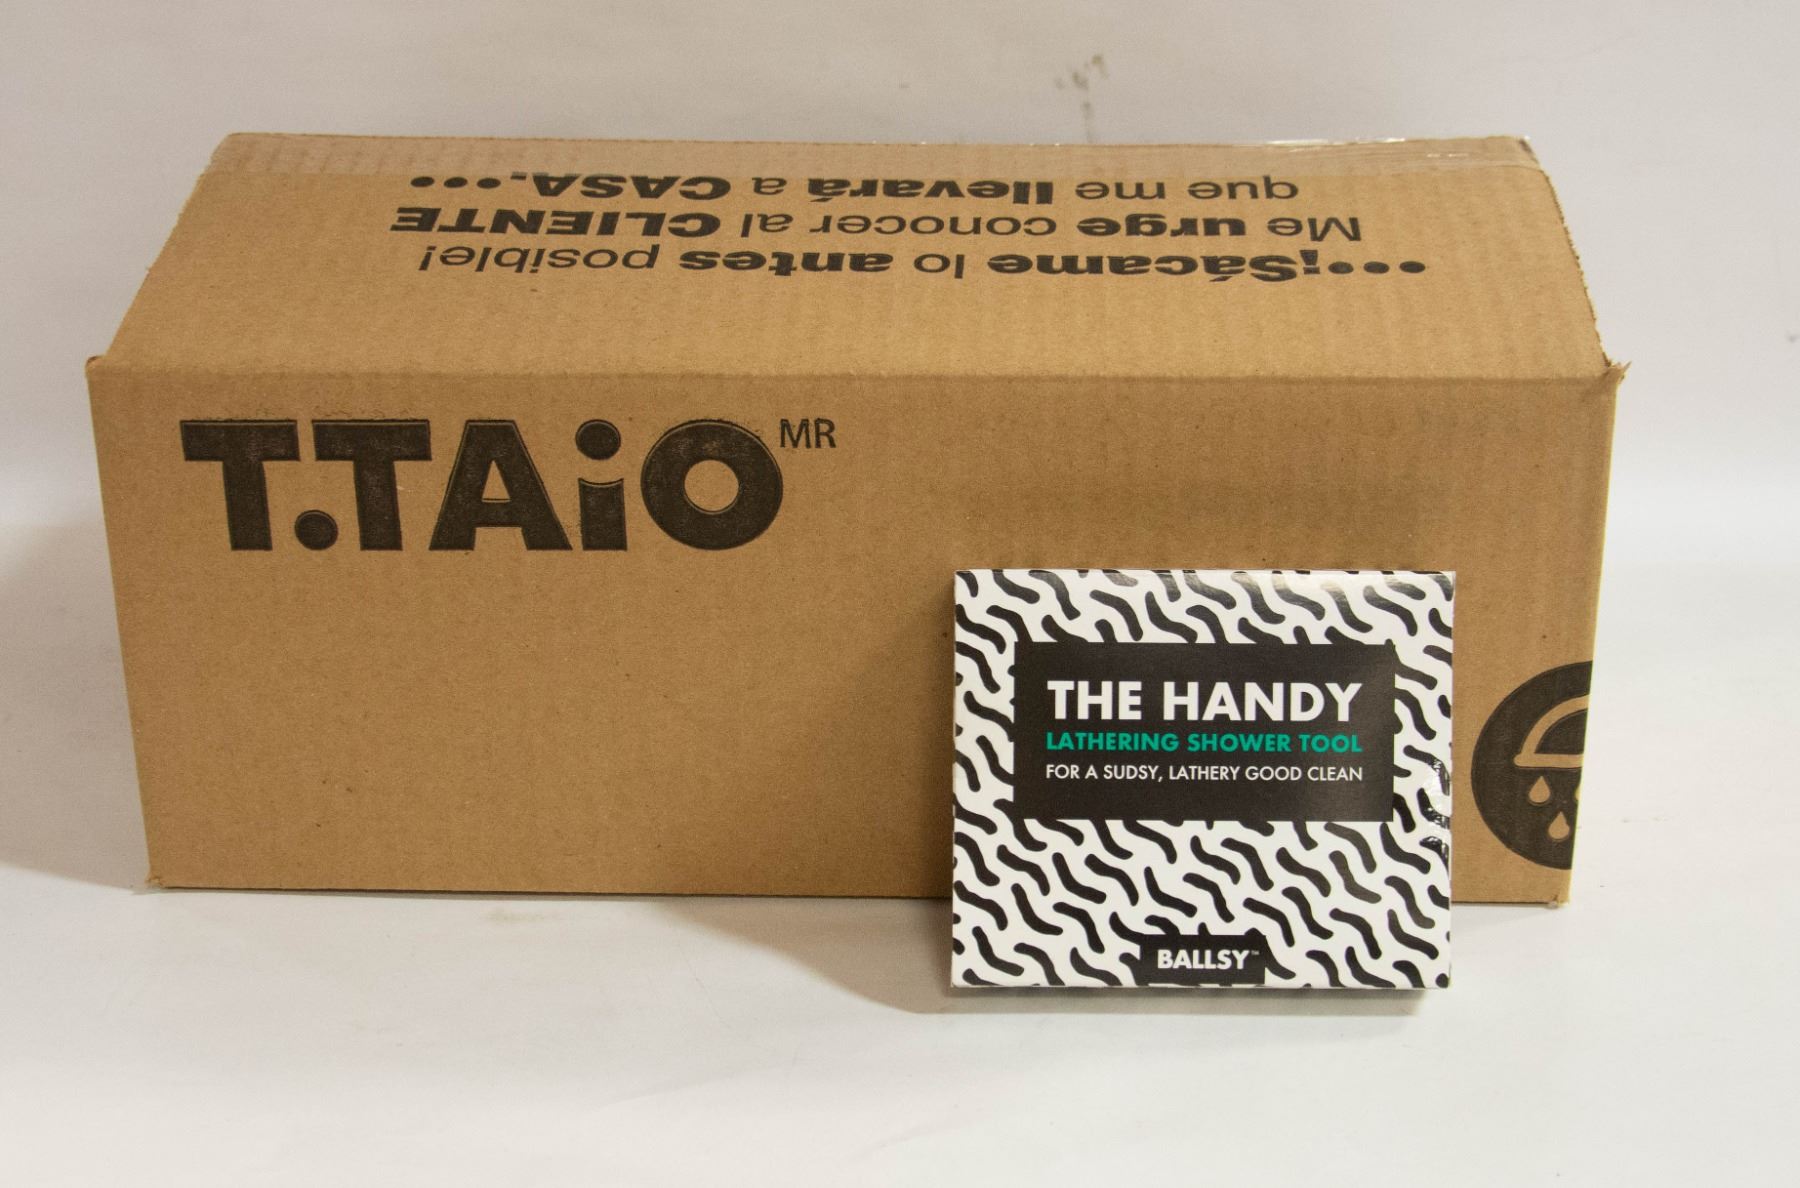 ...¡Sácame lo antes posible!
Me urge conocer al CLIENTE
que me llevará a CASA....
T.TAiO MR
THE HANDY
LATHERING SHOWER TOOL
FOR A SUDSY, LATHERY GOOD CLEAN
BALLSY™